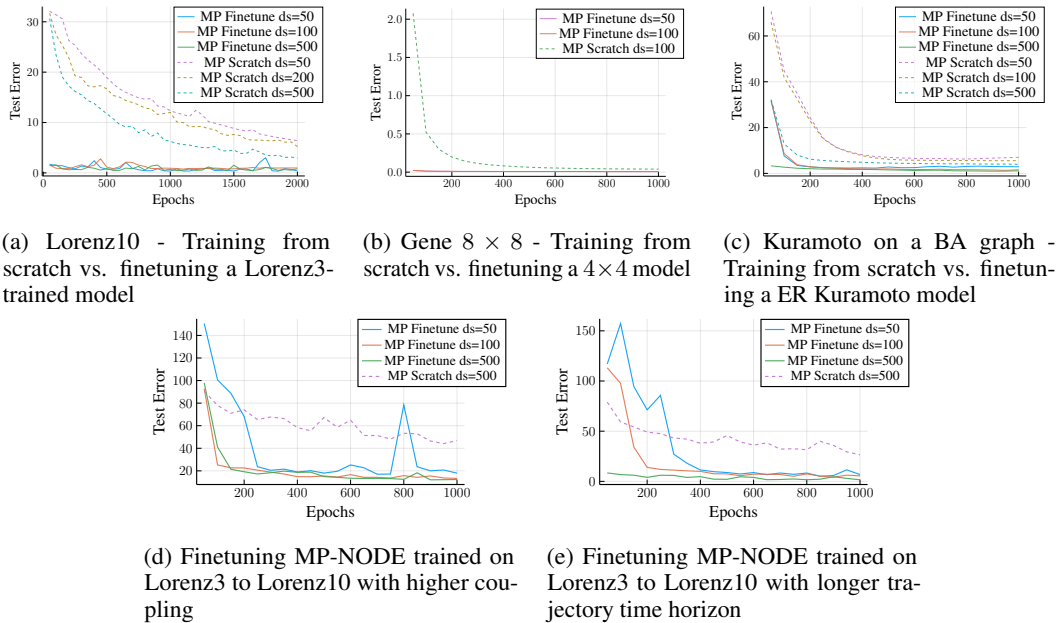 MP Finetune ds=50
MP Finetune ds=100
MP Finetune ds=500
MP Scratch ds=50
MP Scratch ds=200
MP Scratch ds=500
30
20
10
0
Test Error
0
500
1000
1500
2000
Epochs
(a) Lorenz10 - Training from
scratch vs. finetuning a Lorenz3-
trained model
MP Finetune ds=50
MP Finetune ds=100
MP Scratch ds=100
2.0
1.5
1.0
0.5
0.0
Test Error
200
400
600
800
1000
Epochs
(b) Gene 8 × 8 - Training from
scratch vs. finetuning a 4×4 model
MP Finetune ds=50
MP Finetune ds=100
MP Finetune ds=500
MP Scratch ds=50
MP Scratch ds=100
MP Scratch ds=500
60
40
20
0
Test Error
200
400
600
800
1000
Epochs
(c) Kuramoto on a BA graph -
Training from scratch vs. finetun-
ing a ER Kuramoto model
MP Finetune ds=50
MP Finetune ds=100
MP Finetune ds=500
MP Scratch ds=500
140
120
100
80
60
40
20
Test Error
200
400
600
800
1000
Epochs
(d) Finetuning MP-NODE trained on
Lorenz3 to Lorenz10 with higher cou-
pling
MP Finetune ds=50
MP Finetune ds=100
MP Finetune ds=500
MP Scratch ds=500
150
100
50
0
Test Error
200
400
600
800
1000
Epochs
(e) Finetuning MP-NODE trained on
Lorenz3 to Lorenz10 with longer tra-
jectory time horizon